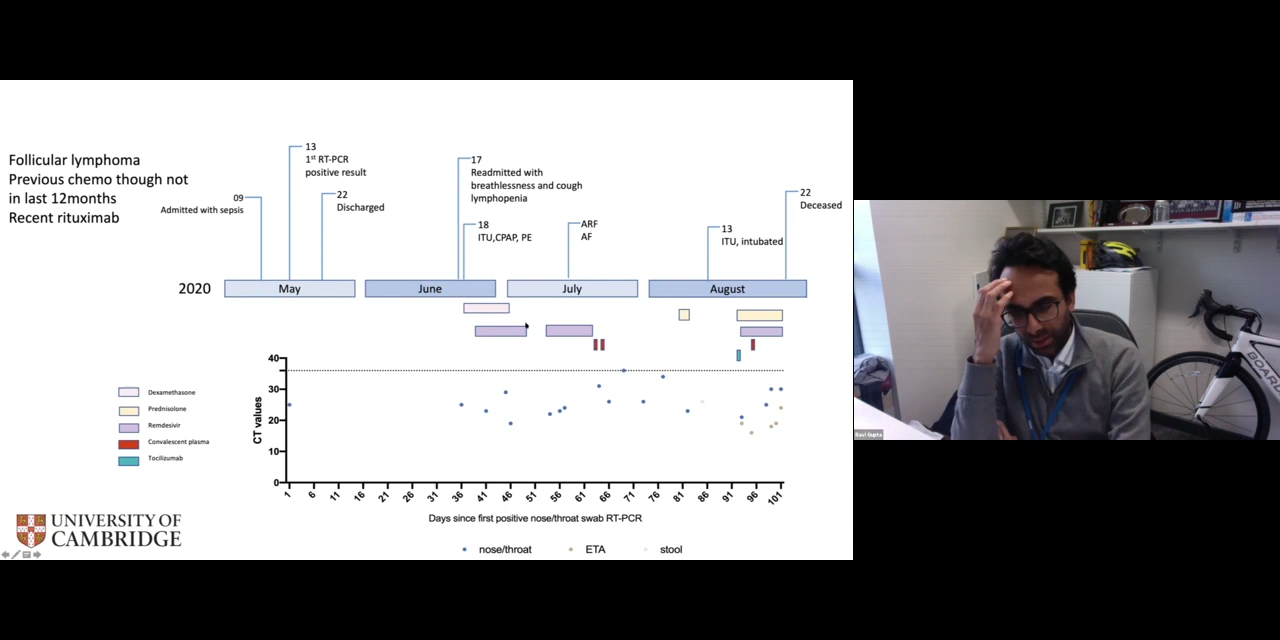 Follicular lymphoma
Previous chemo though not
in last 12months
Recent rituximab
09
Admitted with sepsis
13
1st RT-PCR
positive result
22
Discharged
17
Readmitted with
breathlessness and cough
lymphopenia
18
ITU,CPAP, PE
ARF
AF
13
ITU, intubated
22
Deceased
2020
May
June
July
August
Dexamethasone
Prednisolone
Remdesivir
Convalescent plasma
Tocilizumab
CT values
40
30
20
10
0
1 6 11 16 21 26 31 36 41 46 51 56 61 66 71 76 81 86 91 96 101
Days since first positive nose/throat swab RT-PCR
nose/throat ETA stool
UNIVERSITY OF
CAMBRIDGE
Ravi Gupta
BOARD